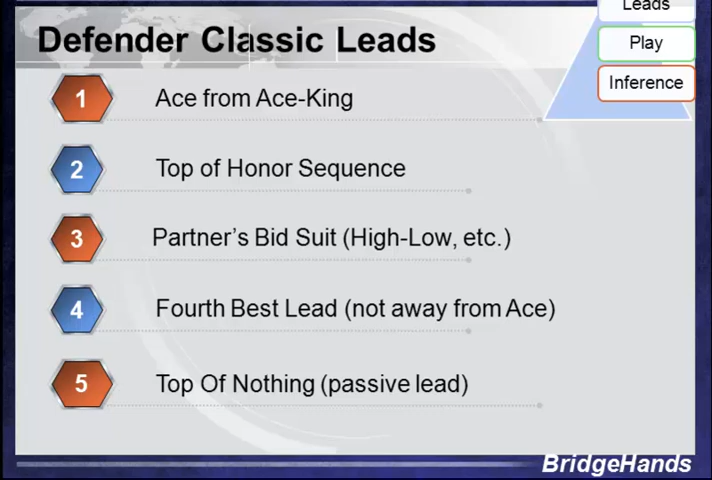 Leads
Defender Classic Leads
Play
Inference
1 Ace from Ace-King
2 Top of Honor Sequence
3 Partner's Bid Suit (High-Low, etc.)
4 Fourth Best Lead (not away from Ace)
5 Top Of Nothing (passive lead)
BridgeHands